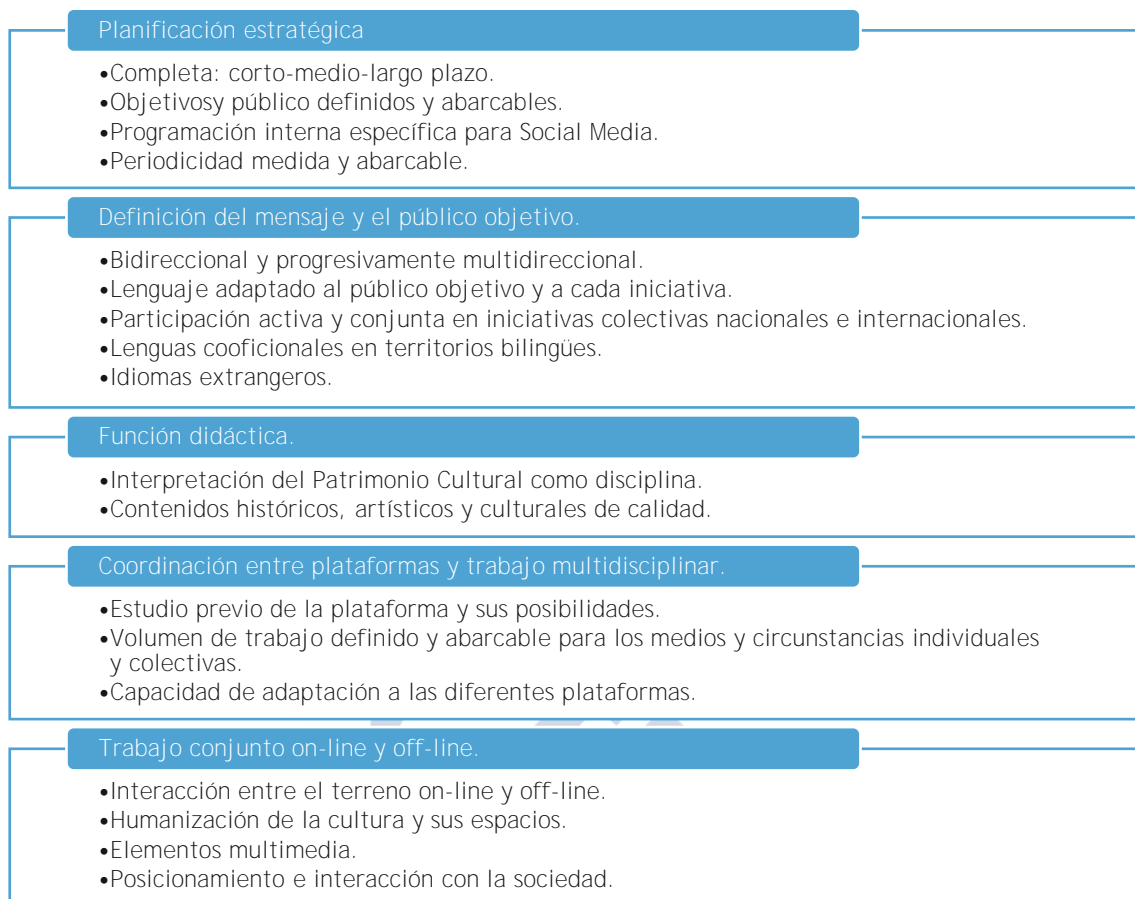 Planificación estratégica
•Completa: corto-medio-largo plazo.
•Objetivosy público definidos y abarcables.
•Programación interna específica para Social Media.
•Periodicidad medida y abarcable.
Definición del mensaje y el público objetivo.
•Bidireccional y progresivamente multidireccional.
•Lenguaje adaptado al público objetivo y a cada iniciativa.
•Participación activa y conjunta en iniciativas colectivas nacionales e internacionales.
•Lenguas cooficionales en territorios bilingües.
•Idiomas extrangeros.
Función didáctica.
•Interpretación del Patrimonio Cultural como disciplina.
•Contenidos históricos, artísticos y culturales de calidad.
Coordinación entre plataformas y trabajo multidisciplinar.
•Estudio previo de la plataforma y sus posibilidades.
•Volumen de trabajo definido y abarcable para los medios y circunstancias individuales
y colectivas.
•Capacidad de adaptación a las diferentes plataformas.
Trabajo conjunto on-line y off-line.
•Interacción entre el terreno on-line y off-line.
•Humanización de la cultura y sus espacios.
•Elementos multimedia.
•Posicionamiento e interacción con la sociedad.